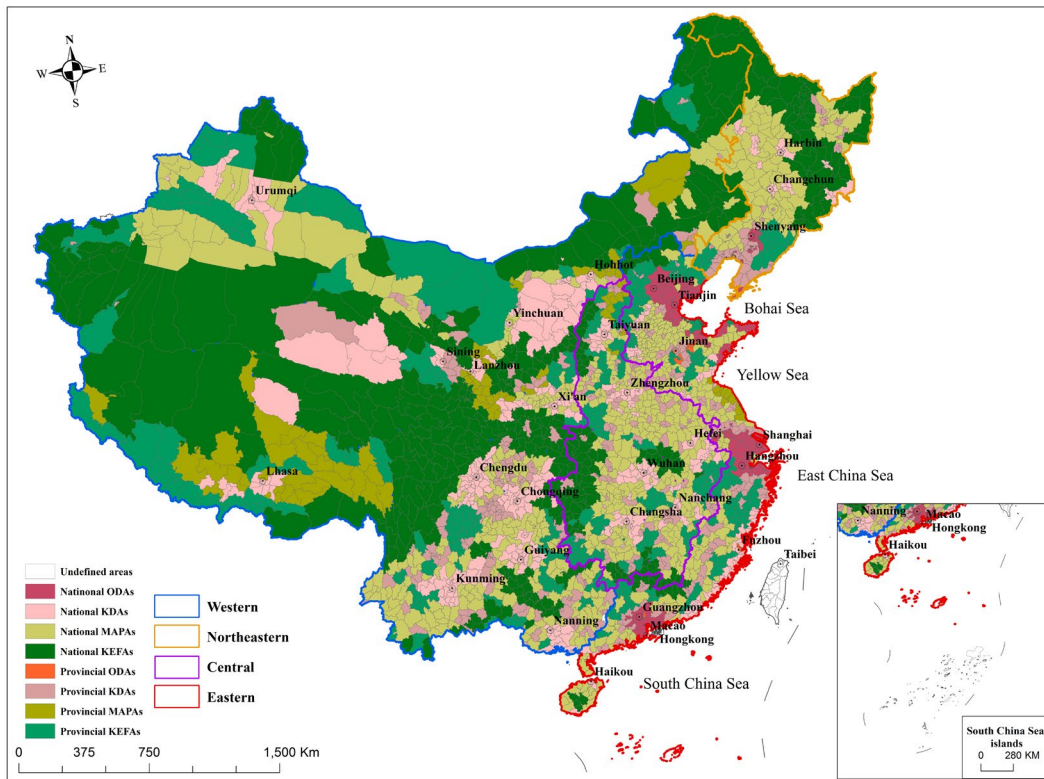 N
W
E
S
Harbin
Changchun
Urumqi
Shenyang
Hohhot
Beijing
Tianjin
Bohai Sea
Yinchuan
Taiyuan
Jinan
Sining
Lanzhou
Yellow Sea
Zhengzhou
Xi'an
Hefei
Shanghai
Hangzhou
East China Sea
Lhasa
Chengdu
Wuhan
Chongqing
Nanchang
Changsha
Fuzhou
Taibei
Guiyang
Kunming
Guangzhou
Nanning
Macao
Hongkong
Haikou
South China Sea
Undefined areas
Natinonal ODAs
National KDAs
National MAPAs
National KEFAs
Provincial ODAs
Provincial KDAs
Provincial MAPAs
Provincial KEFAs
Western
Northeastern
Central
Eastern
0 375 750 1,500 Km
Nanning
Macao
Hongkong
Haikou
South China Sea
islands
0 280 KM